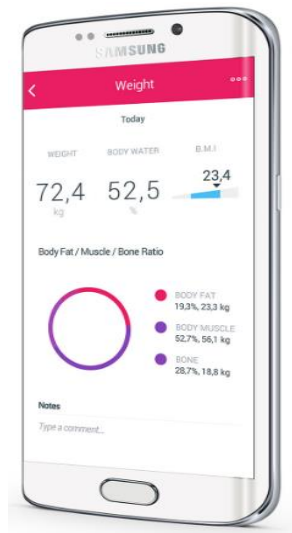 SAMSUNG
Weight
Today
WEIGHT
BODY WATER
B.M.I
72,4
kg
52,5
%
23,4
Body Fat / Muscle / Bone Ratio
BODY FAT
19,3%, 23,3 kg
BODY MUSCLE
52,7%, 56,1 kg
BONE
28,7%, 18,8 kg
Notes
Type a comment...